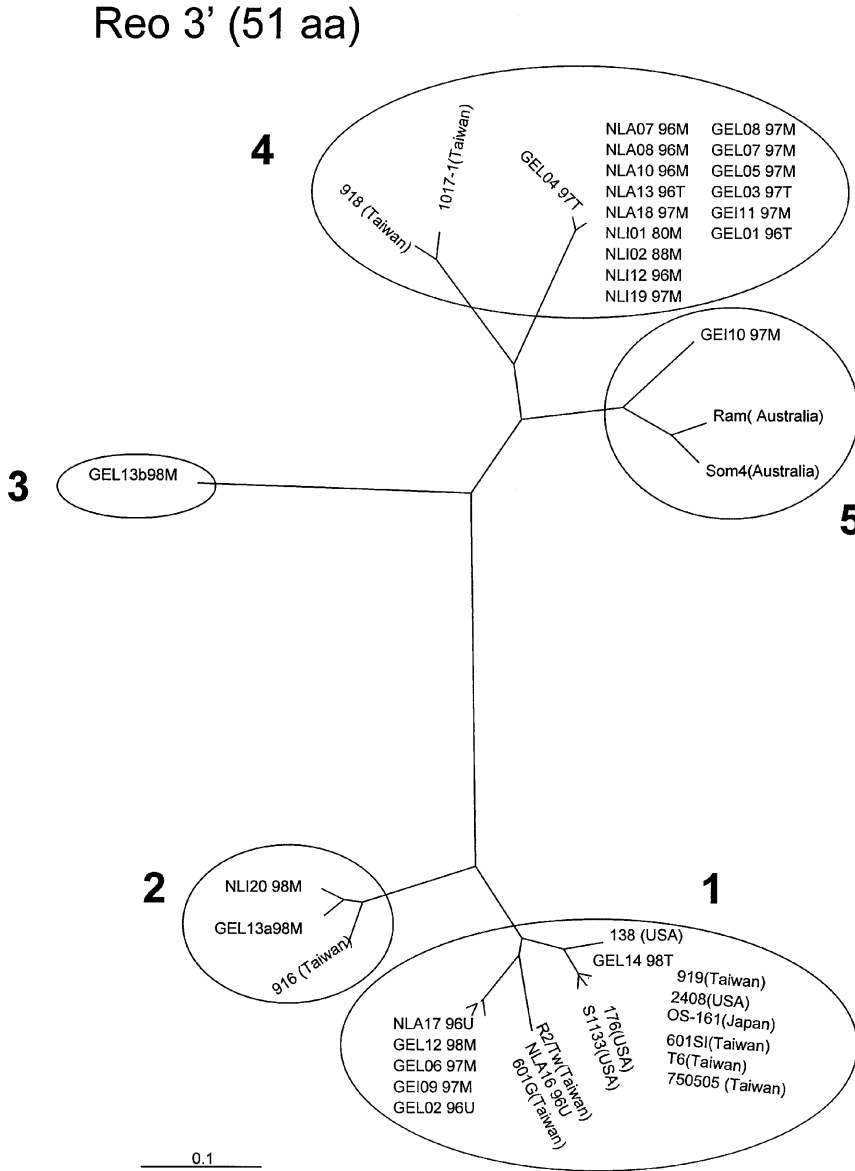 Reo 3’ (51 aa)
4
918 (Taiwan)
1017-1(Taiwan)
GEL04 97T
NLA07 96M GEL08 97M
NLA08 96M GEL07 97M
NLA10 96M GEL05 97M
NLA13 96T GEL03 97T
NLA18 97M GEI11 97M
NLI01 80M GEL01 96T
NLI02 88M
NLI12 96M
NLI19 97M
GEI10 97M
Ram( Australia)
Som4(Australia)
5
3
GEL13b98M
2
NLI20 98M
GEL13a98M
916 (Taiwan)
1
138 (USA)
GEL14 98T
919(Taiwan)
2408(USA)
OS-161(Japan)
601SI(Taiwan)
T6(Taiwan)
750505 (Taiwan)
176(USA)
S1133(USA)
R2/Tw(Taiwan)
NLA16 96U
601G(Taiwan)
NLA17 96U
GEL12 98M
GEL06 97M
GEI09 97M
GEL02 96U
0.1